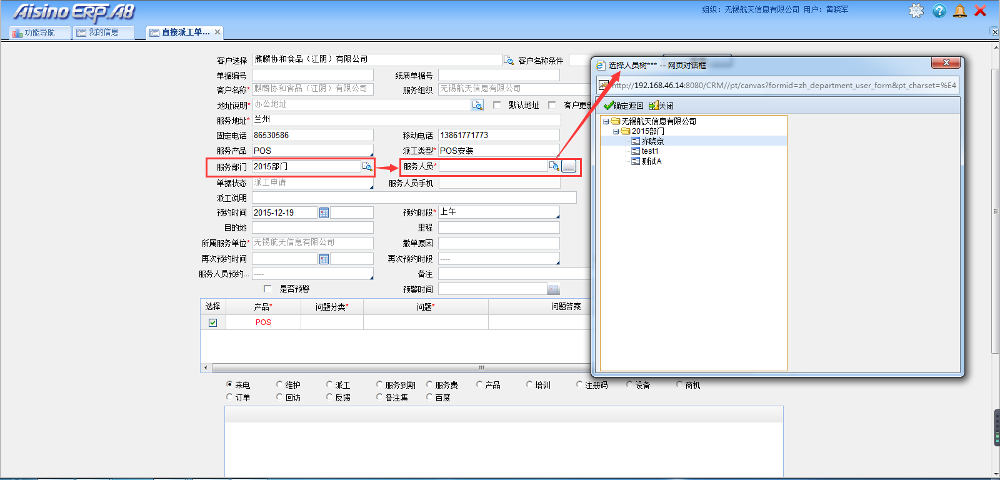 Aisino ERP.A8
组织：无锡航天信息有限公司 用户：黄晓军
功能导航 我的信息 直接派工单...
客户选择 麒麟协和食品（江阴）有限公司 客户名称条件
单据编号 纸质单据号
客户名称* 麒麟协和食品（江阴）有限公司 服务组织 无锡航天信息有限公司
地址说明* 办公地址 默认地址 客户更新
服务地址* 兰州
固定电话 86530586 移动电话 13861771773
服务产品 POS 派工类型* POS安装
服务部门 2015部门 服务人员* ...
单据状态 派工申请 服务人员手机
派工说明
预约时间 2015-12-19 预约时段* 上午
目的地 里程
所属服务单位* 无锡航天信息有限公司 撤单原因
再次预约时间 再次预约时段 ----
服务人员预约... ---- 备注
是否预警 预警时间
选择 产品* 问题分类* 问题* 问题答案
POS
来电 维护 派工 服务到期 服务费 产品 培训 注册码 设备 商机
订单 回访 反馈 备注集 百度
选择人员树*** -- 网页对话框
http://192.168.46.14:8080/CRM//pt/canvas?formid=zh_department_user_form&pt_charset=%E4
确定返回 关闭
无锡航天信息有限公司
2015部门
齐晓京
test1
测试A